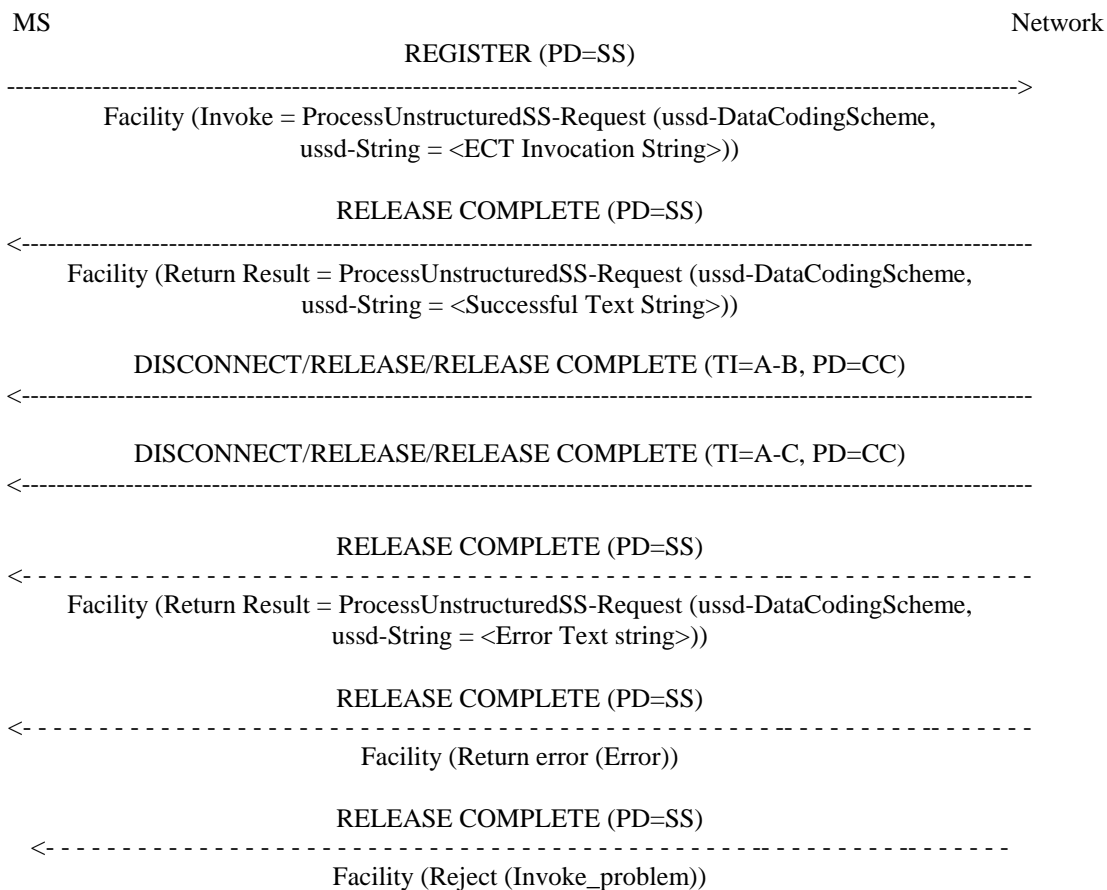 MS Network
REGISTER (PD=SS)
------------------------------------------------------------------------------------------------------------------------>
Facility (Invoke = ProcessUnstructuredSS-Request (ussd-DataCodingScheme,
ussd-String = <ECT Invocation String>))
RELEASE COMPLETE (PD=SS)
<------------------------------------------------------------------------------------------------------------------------
Facility (Return Result = ProcessUnstructuredSS-Request (ussd-DataCodingScheme,
ussd-String = <Successful Text String>))
DISCONNECT/RELEASE/RELEASE COMPLETE (TI=A-B, PD=CC)
<------------------------------------------------------------------------------------------------------------------------
DISCONNECT/RELEASE/RELEASE COMPLETE (TI=A-C, PD=CC)
<------------------------------------------------------------------------------------------------------------------------
RELEASE COMPLETE (PD=SS)
<- - - - - - - - - - - - - - - - - - - - - - - - - - - - - - - - - - - - - - - - - - - - - - - - - -- - - - - - - - - -- - - - - - -
Facility (Return Result = ProcessUnstructuredSS-Request (ussd-DataCodingScheme,
ussd-String = <Error Text string>))
RELEASE COMPLETE (PD=SS)
<- - - - - - - - - - - - - - - - - - - - - - - - - - - - - - - - - - - - - - - - - - - - - - - - - -- - - - - - - - - -- - - - - - -
Facility (Return error (Error))
RELEASE COMPLETE (PD=SS)
<- - - - - - - - - - - - - - - - - - - - - - - - - - - - - - - - - - - - - - - - - - - - - - -- - - - - - - - - -- - - - - - -
Facility (Reject (Invoke_problem))